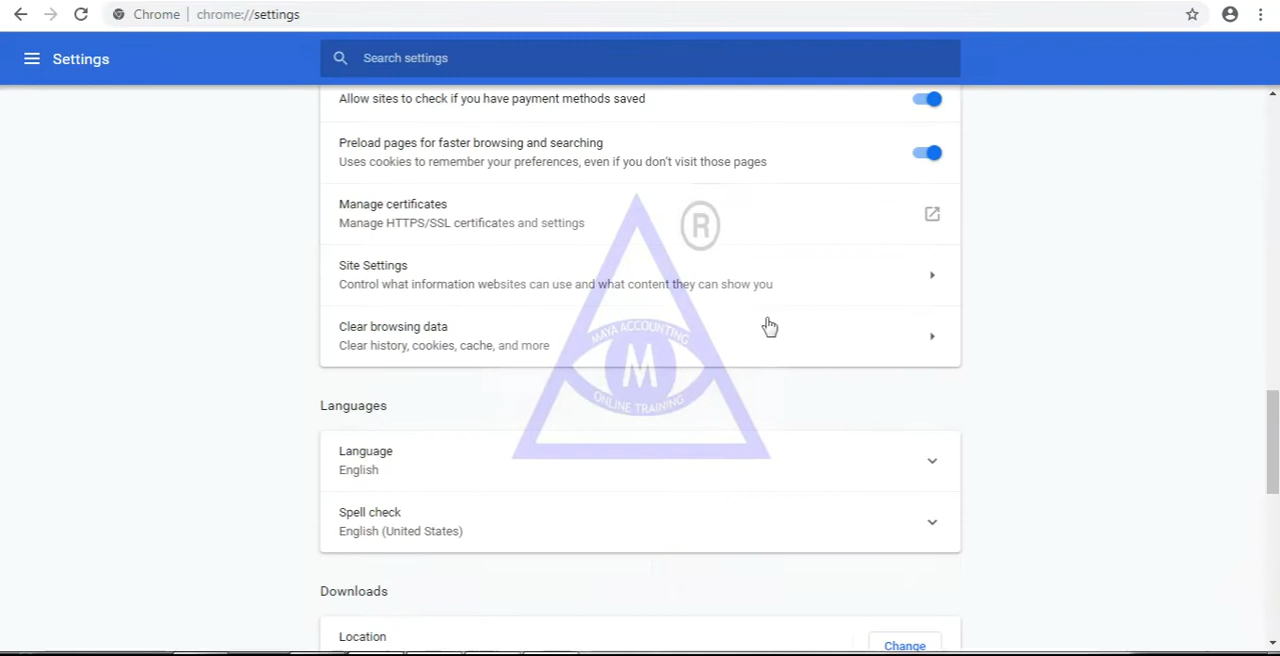 Chrome
chrome://settings
Settings
Search settings
Allow sites to check if you have payment methods saved
Preload pages for faster browsing and searching
Uses cookies to remember your preferences, even if you don't visit those pages
Manage certificates
Manage HTTPS/SSL certificates and settings
®
Site Settings
Control what information websites can use and what content they can show you
Clear browsing data
Clear history, cookies, cache, and more
MAYA ACCOUNTING
M
ONLINE TRAINING
Languages
Language
English
Spell check
English (United States)
Downloads
Location
Change